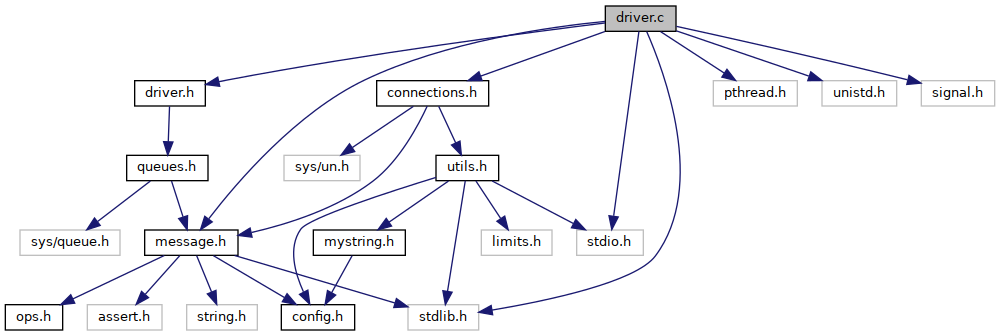 driver.c
driver.h
connections.h
pthread.h
unistd.h
signal.h
queues.h
sys/un.h
utils.h
sys/queue.h
message.h
mystring.h
limits.h
stdio.h
ops.h
assert.h
string.h
config.h
stdlib.h